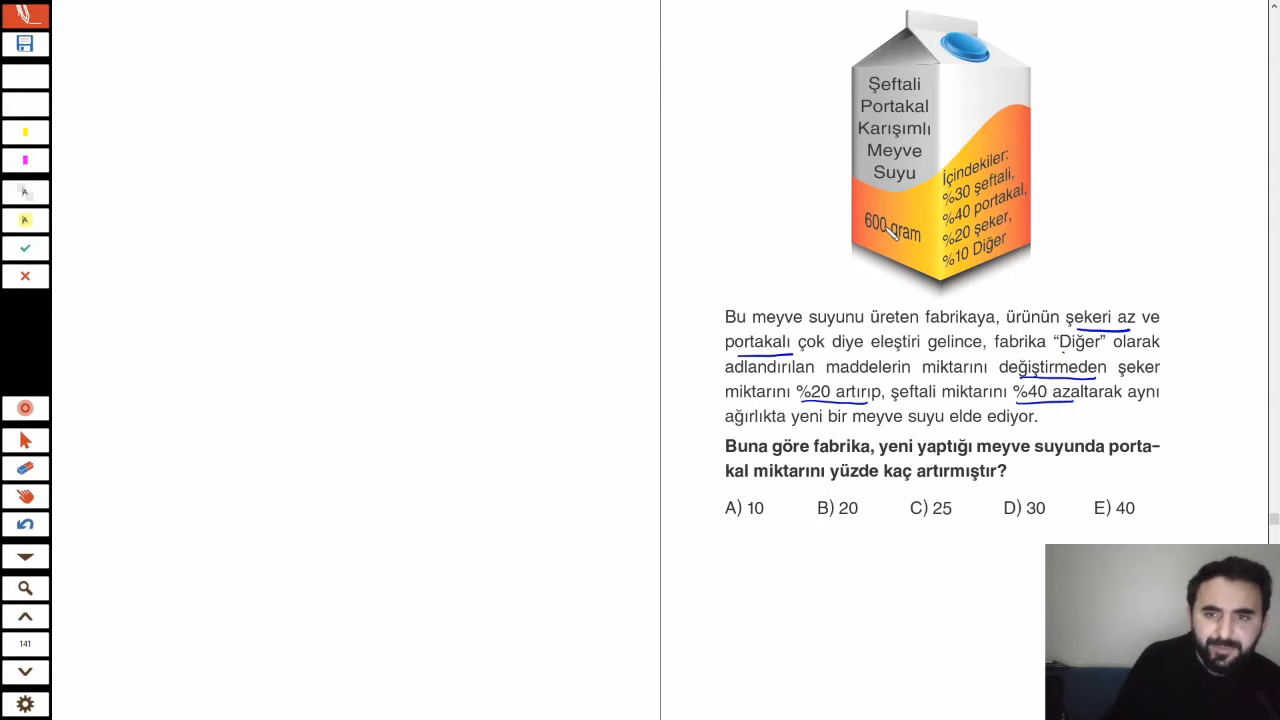 Şeftali
Portakal
Karışımlı
Meyve
Suyu
600 gram
İçindekiler:
%30 şeftali,
%40 portakal,
%20 şeker,
%10 Diğer
Bu meyve suyunu üreten fabrikaya, ürünün şekeri az ve
portakalı çok diye eleştiri gelince, fabrika “Diğer” olarak
adlandırılan maddelerin miktarını değiştirmeden şeker
miktarını %20 artırıp, şeftali miktarını %40 azaltarak aynı
ağırlıkta yeni bir meyve suyu elde ediyor.
Buna göre fabrika, yeni yaptığı meyve suyunda porta-
kal miktarını yüzde kaç artırmıştır?
A) 10 B) 20 C) 25 D) 30 E) 40
A
A
141